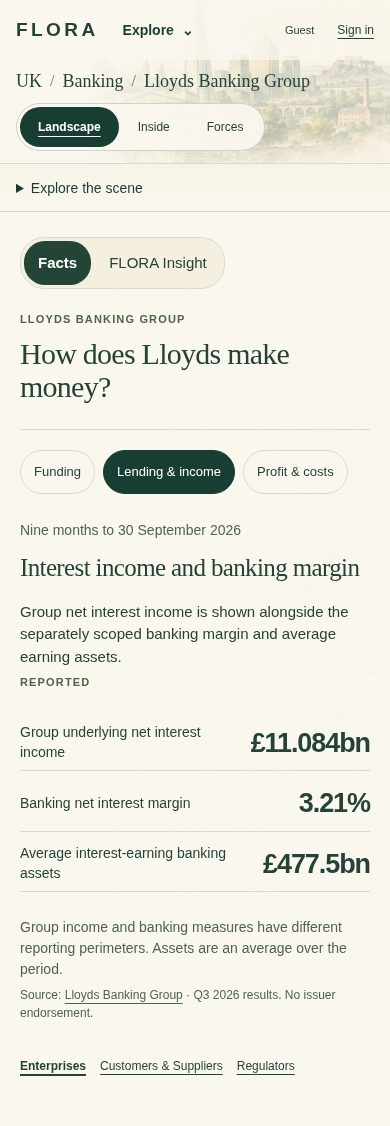 FLORA Explore Guest Sign in
UK / Banking / Lloyds Banking Group
Landscape Inside Forces
Explore the scene
Facts FLORA Insight
LLOYDS BANKING GROUP
How does Lloyds make
money?
Funding Lending & income Profit & costs
Nine months to 30 September 2026
Interest income and banking margin
Group net interest income is shown alongside the
separately scoped banking margin and average
earning assets.
REPORTED
Group underlying net interest
income
£11.084bn
Banking net interest margin 3.21%
Average interest-earning banking
assets
£477.5bn
Group income and banking measures have different
reporting perimeters. Assets are an average over the
period.
Source: Lloyds Banking Group · Q3 2026 results. No issuer
endorsement.
Enterprises Customers & Suppliers Regulators